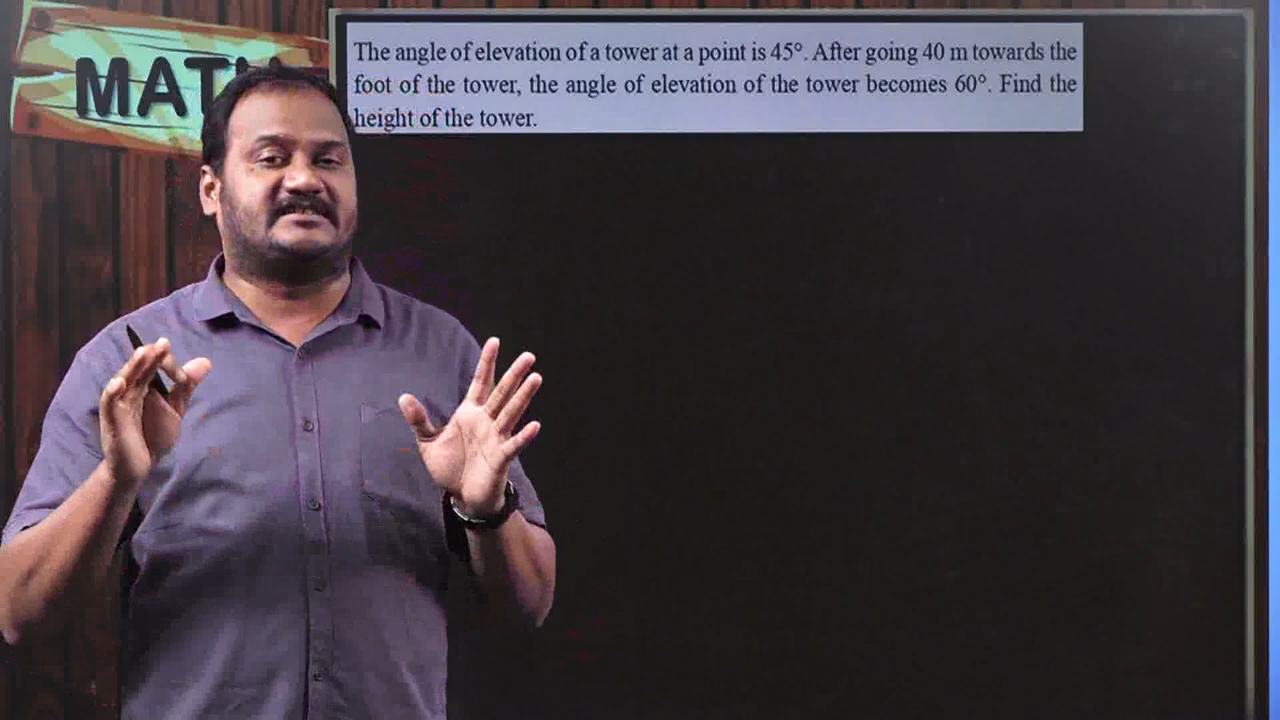 MATH
The angle of elevation of a tower at a point is 45°. After going 40 m towards the
foot of the tower, the angle of elevation of the tower becomes 60°. Find the
height of the tower.